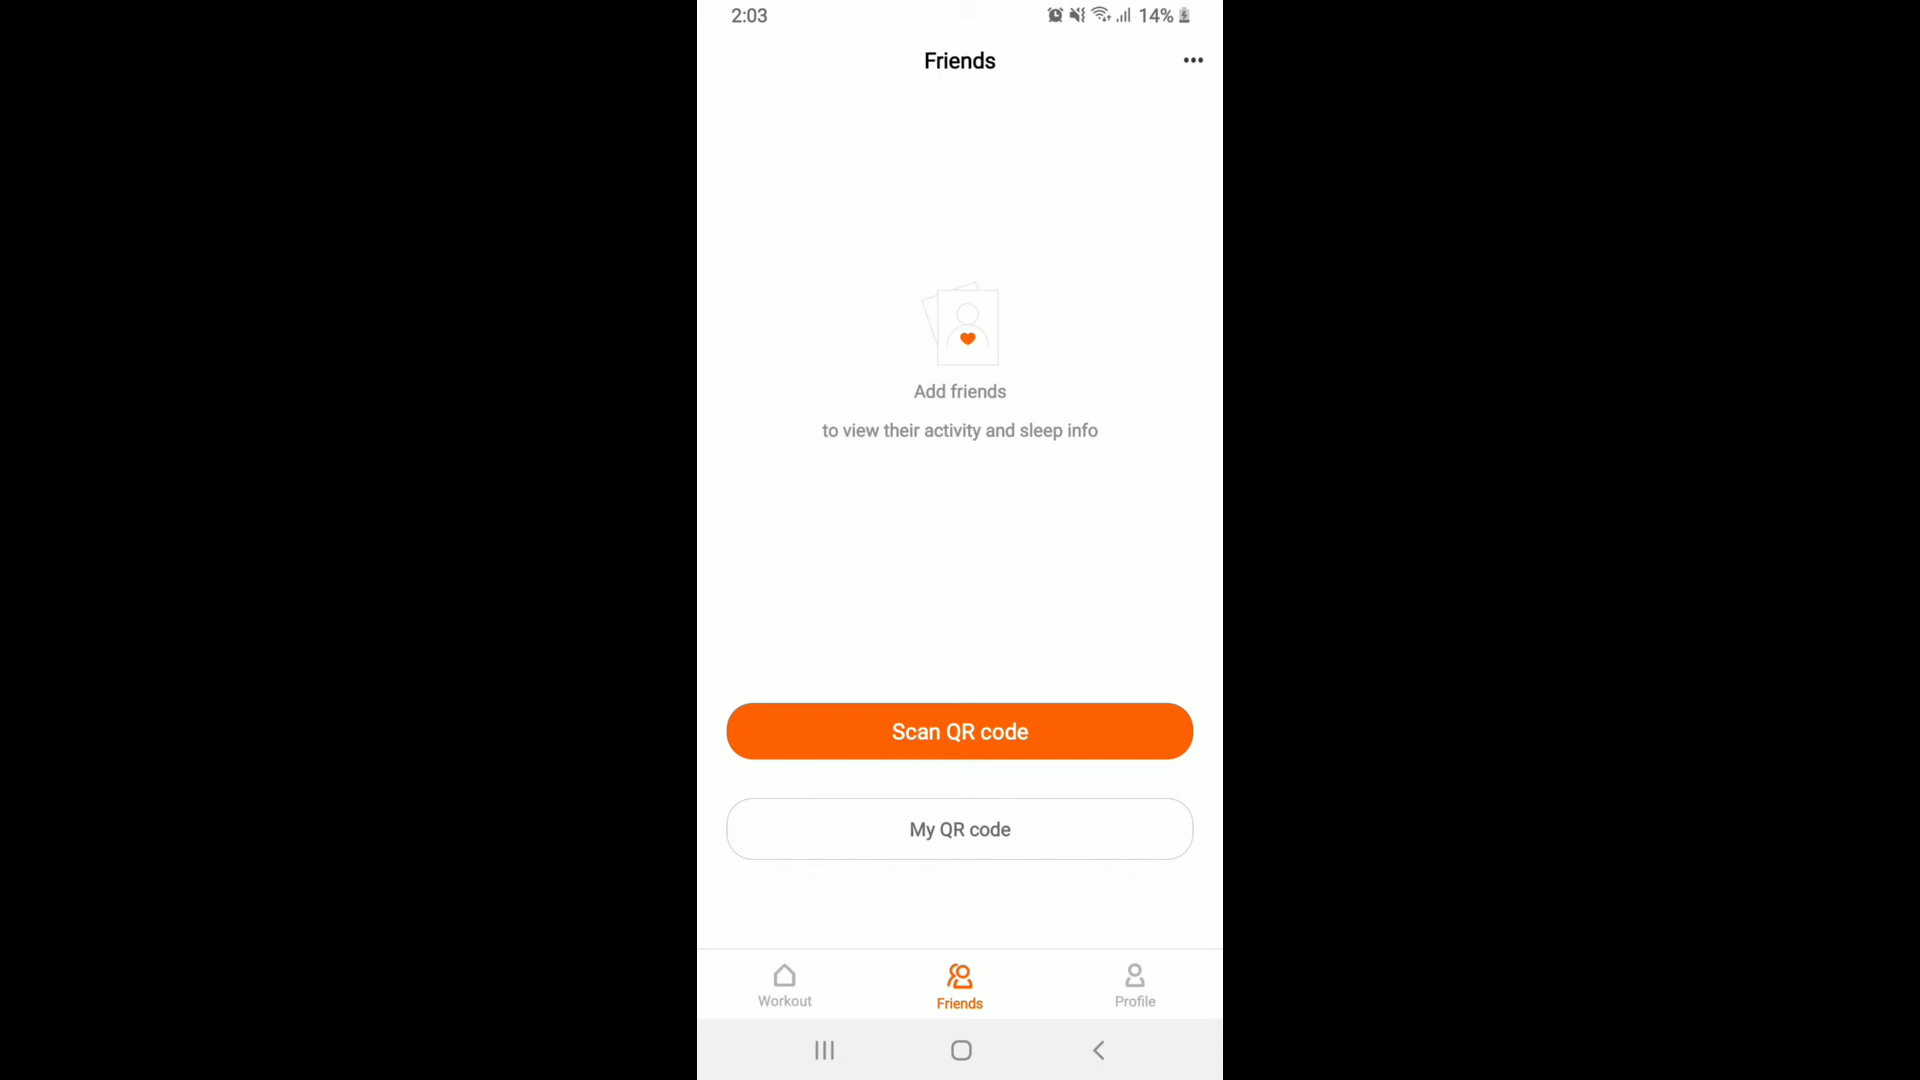 2:03
14%
Friends
Add friends
to view their activity and sleep info
Scan QR code
My QR code
Workout
Friends
Profile